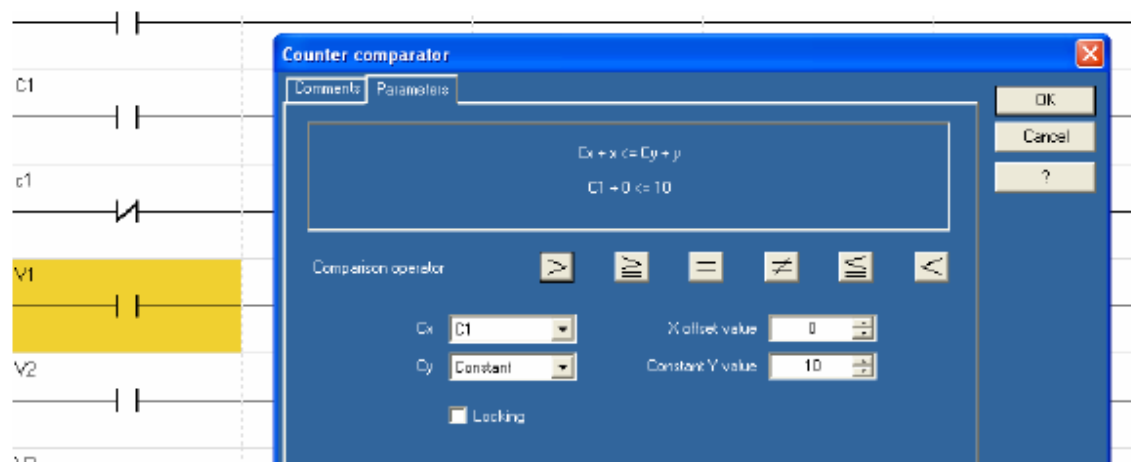 Counter comparator
Comments Parameters
OK
Cancel
?
Cx + x <= Cy + y
C1 + 0 <= 10
Comparison operator > ≧ = ≠ ≦ <
Cx C1 X offset value 0
Cy Constant Constant Y value 10
Locking
C1
c1
V1
V2